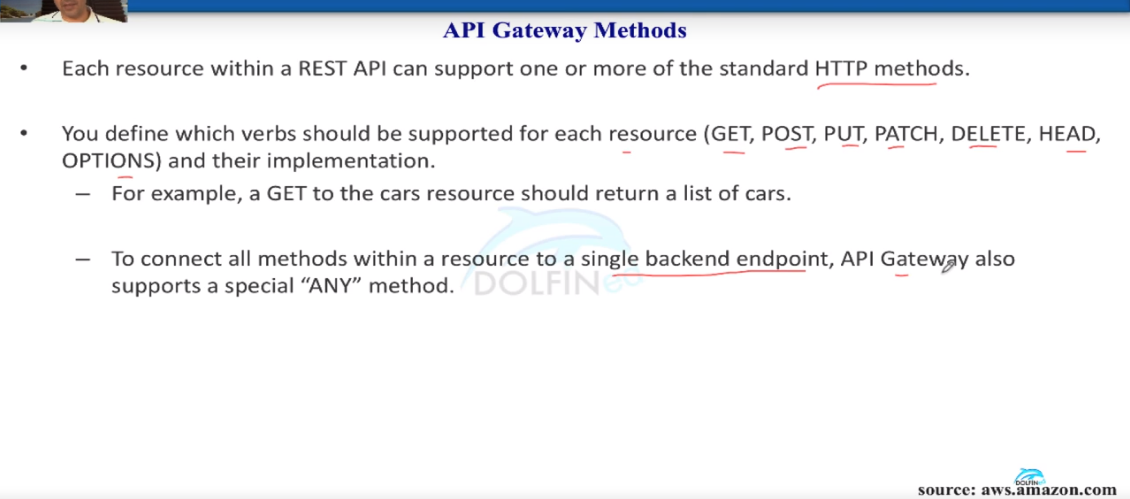 API Gateway Methods
• Each resource within a REST API can support one or more of the standard HTTP methods.
• You define which verbs should be supported for each resource (GET, POST, PUT, PATCH, DELETE, HEAD,
OPTIONS) and their implementation.
– For example, a GET to the cars resource should return a list of cars.
– To connect all methods within a resource to a single backend endpoint, API Gateway also
supports a special “ANY” method.
DOLFINed
DOLFINed
source: aws.amazon.com